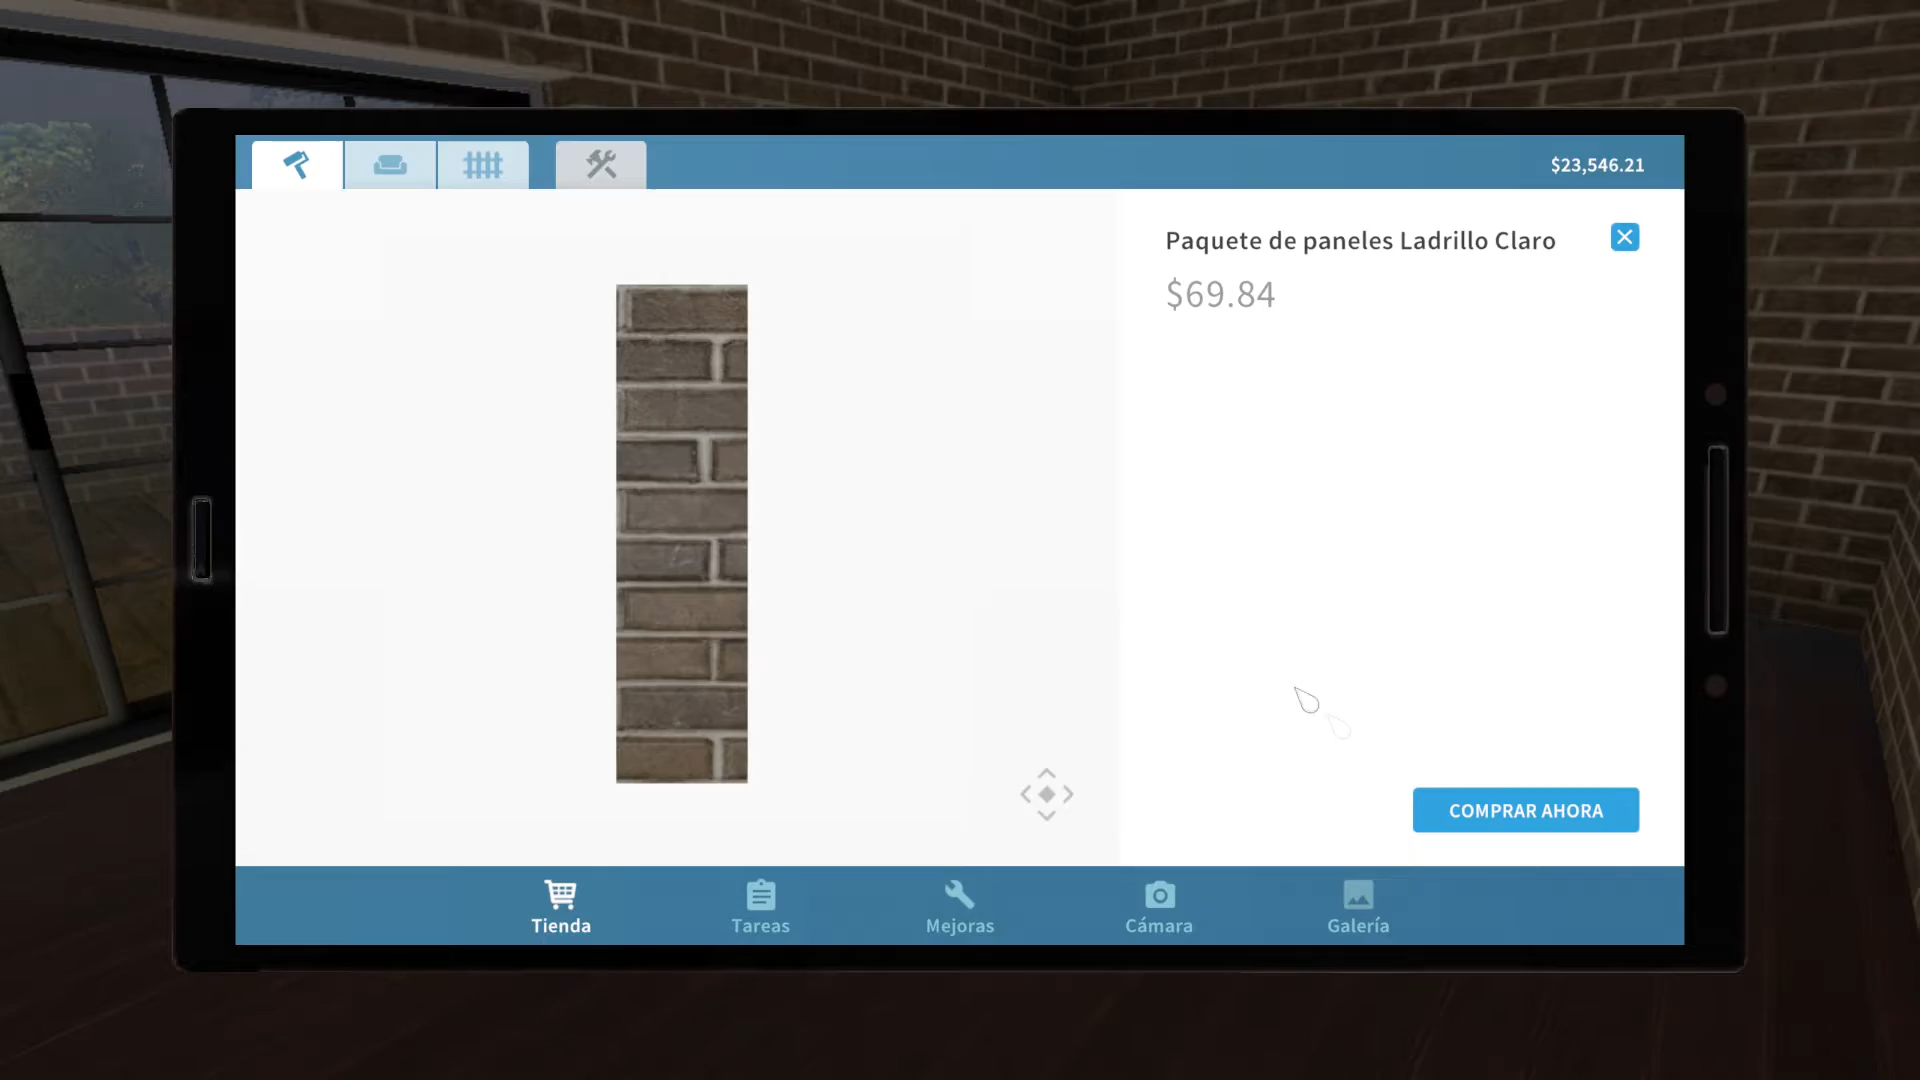 $23,546.21
Paquete de paneles Ladrillo Claro
$69.84
COMPRAR AHORA
Tienda
Tareas
Mejoras
Cámara
Galería